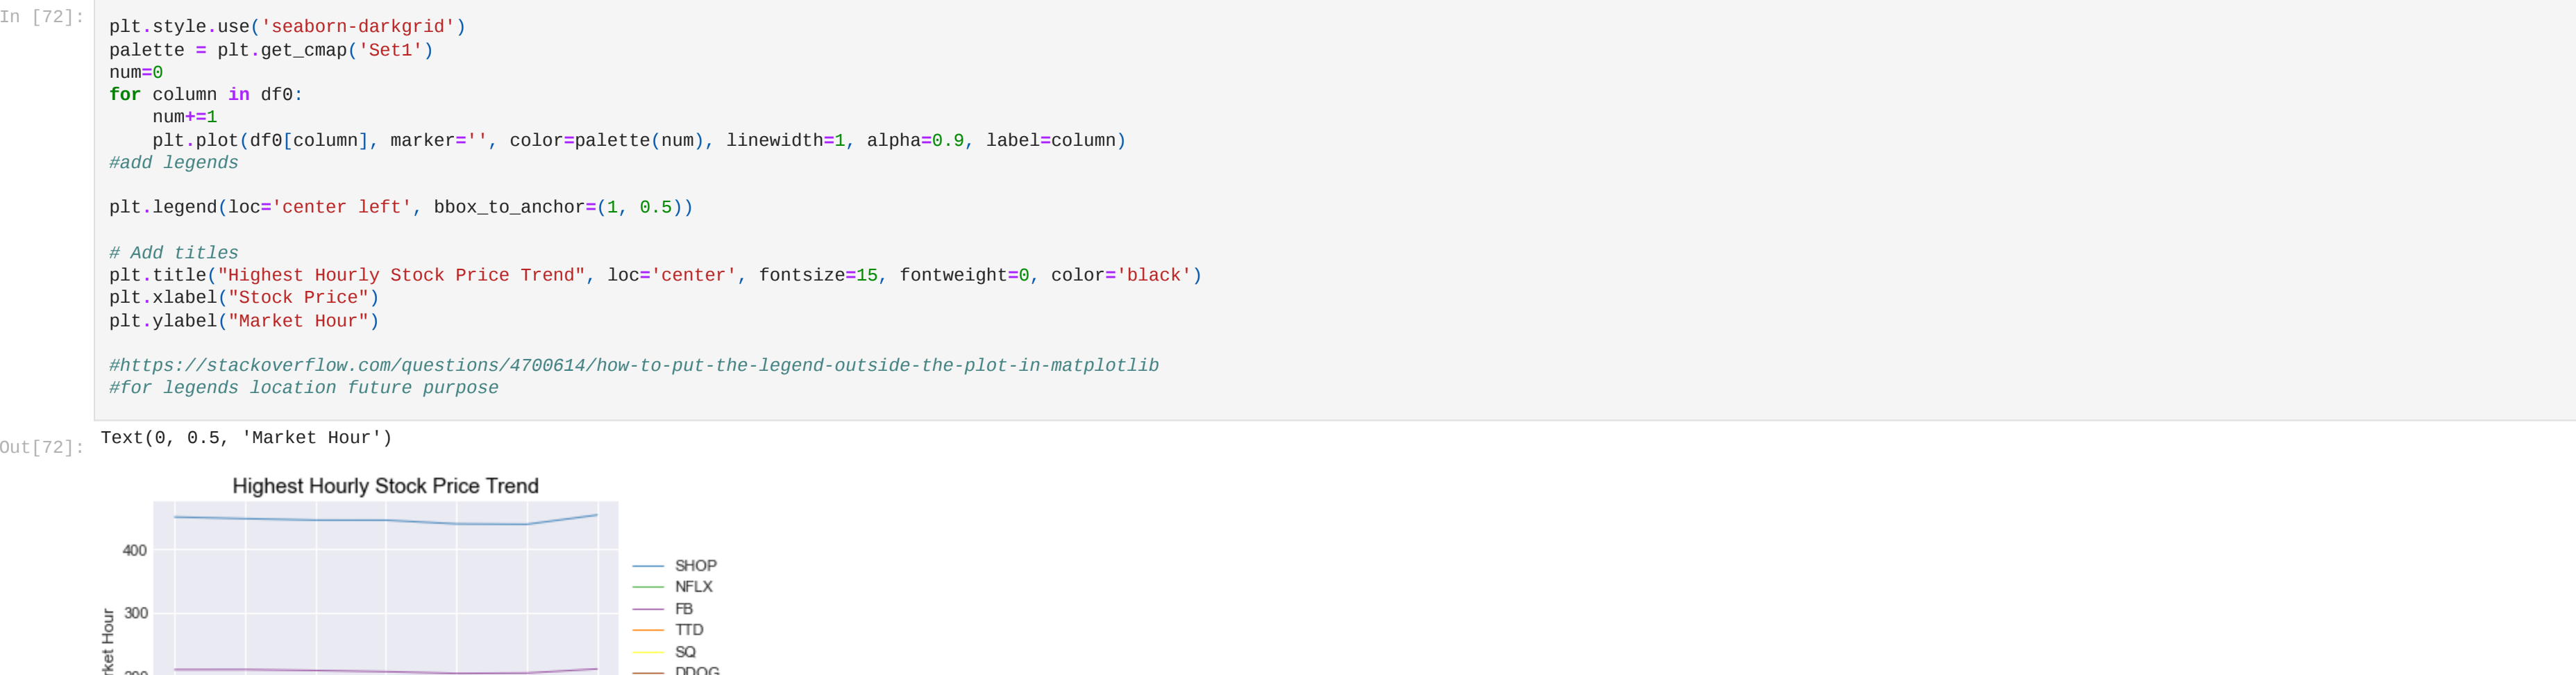 In [72]:
plt.style.use('seaborn-darkgrid')
palette = plt.get_cmap('Set1')
num=0
for column in df0:
    num+=1
    plt.plot(df0[column], marker='', color=palette(num), linewidth=1, alpha=0.9, label=column)
#add legends
plt.legend(loc='center left', bbox_to_anchor=(1, 0.5))
# Add titles
plt.title("Highest Hourly Stock Price Trend", loc='center', fontsize=15, fontweight=0, color='black')
plt.xlabel("Stock Price")
plt.ylabel("Market Hour")
#https://stackoverflow.com/questions/4700614/how-to-put-the-legend-outside-the-plot-in-matplotlib
#for legends location future purpose
Out[72]:
Text(0, 0.5, 'Market Hour')
Highest Hourly Stock Price Trend
400
300
Hour
SHOP
NFLX
FB
TTD
SQ
DDOG